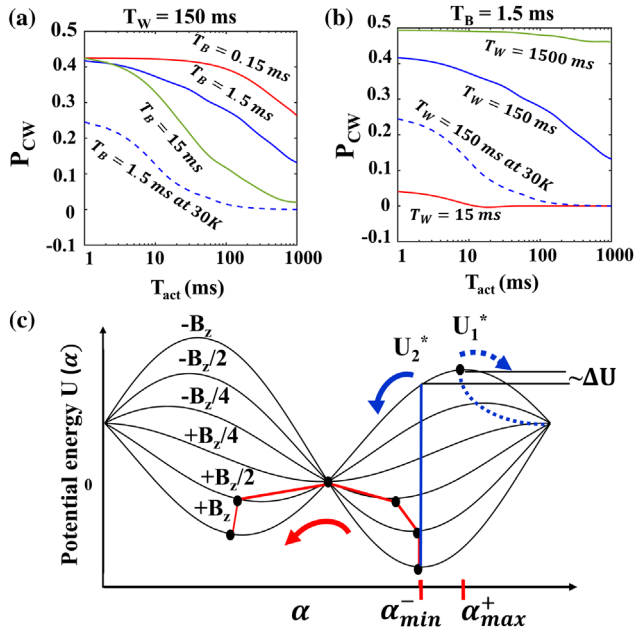 (a) T_W = 150 ms
P_CW
0.5
0.4
0.3
0.2
0.1
0
-0.1
T_B = 0.15 ms
T_B = 1.5 ms
T_B = 15 ms
T_B = 1.5 ms at 30K
1 10 100 1000
T_act (ms)
(b) T_B = 1.5 ms
P_CW
0.5
0.4
0.3
0.2
0.1
0
-0.1
T_W = 1500 ms
T_W = 150 ms
T_W = 150 ms at 30K
T_W = 15 ms
1 10 100 1000
T_act (ms)
(c)
Potential energy U (α)
0
-B_z
-B_z/2
-B_z/4
+B_z/4
+B_z/2
+B_z
U_2^* U_1^*
~ΔU
α α_min^- α_max^+